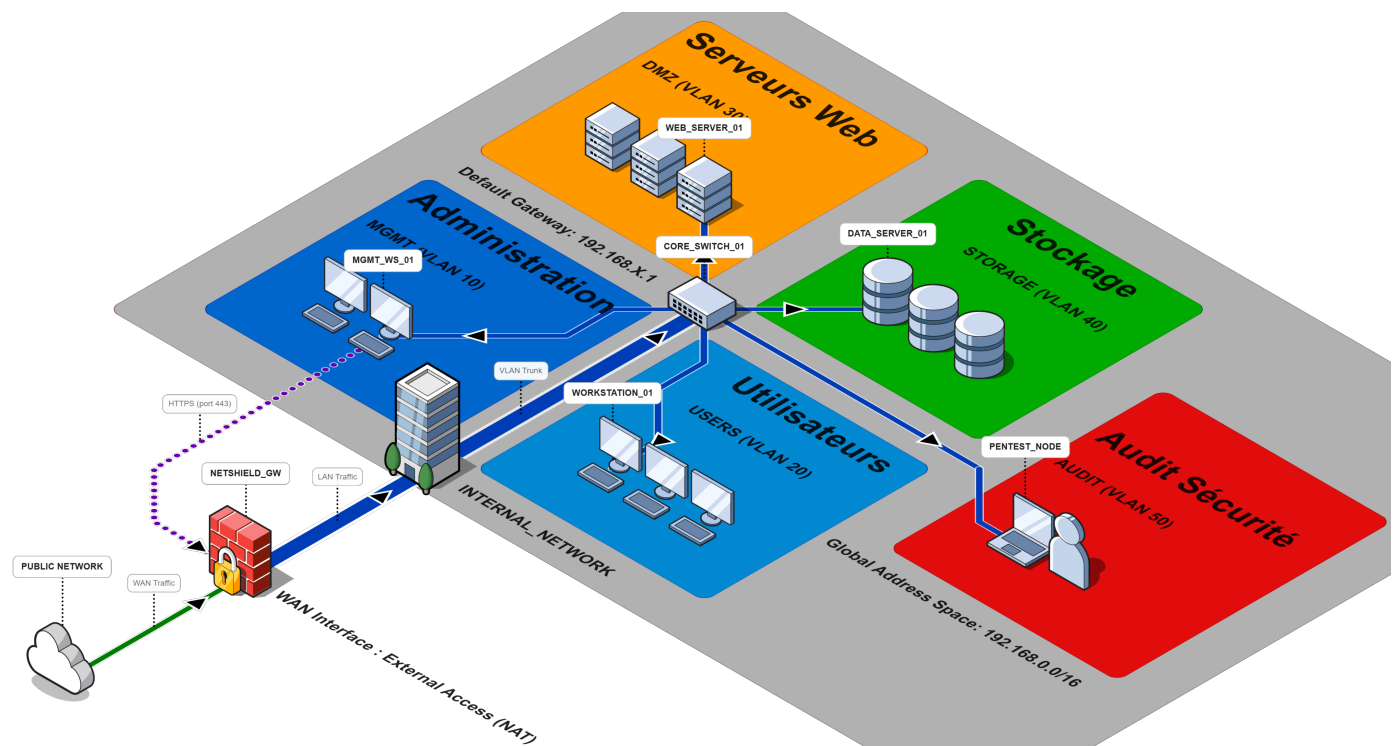 Serveurs Web
DMZ (VLAN 30)
WEB_SERVER_01
Default Gateway: 192.168.X.1
Administration
MGMT (VLAN 10)
MGMT_WS_01
CORE_SWITCH_01
DATA_SERVER_01
Stockage
STORAGE (VLAN 40)
VLAN Trunk
HTTPS (port 443)
WORKSTATION_01
Utilisateurs
USERS (VLAN 20)
PENTEST_NODE
Audit Sécurité
AUDIT (VLAN 50)
NETSHIELD_GW
LAN Traffic
INTERNAL_NETWORK
Global Address Space: 192.168.0.0/16
PUBLIC NETWORK
WAN Traffic
WAN Interface : External Access (NAT)